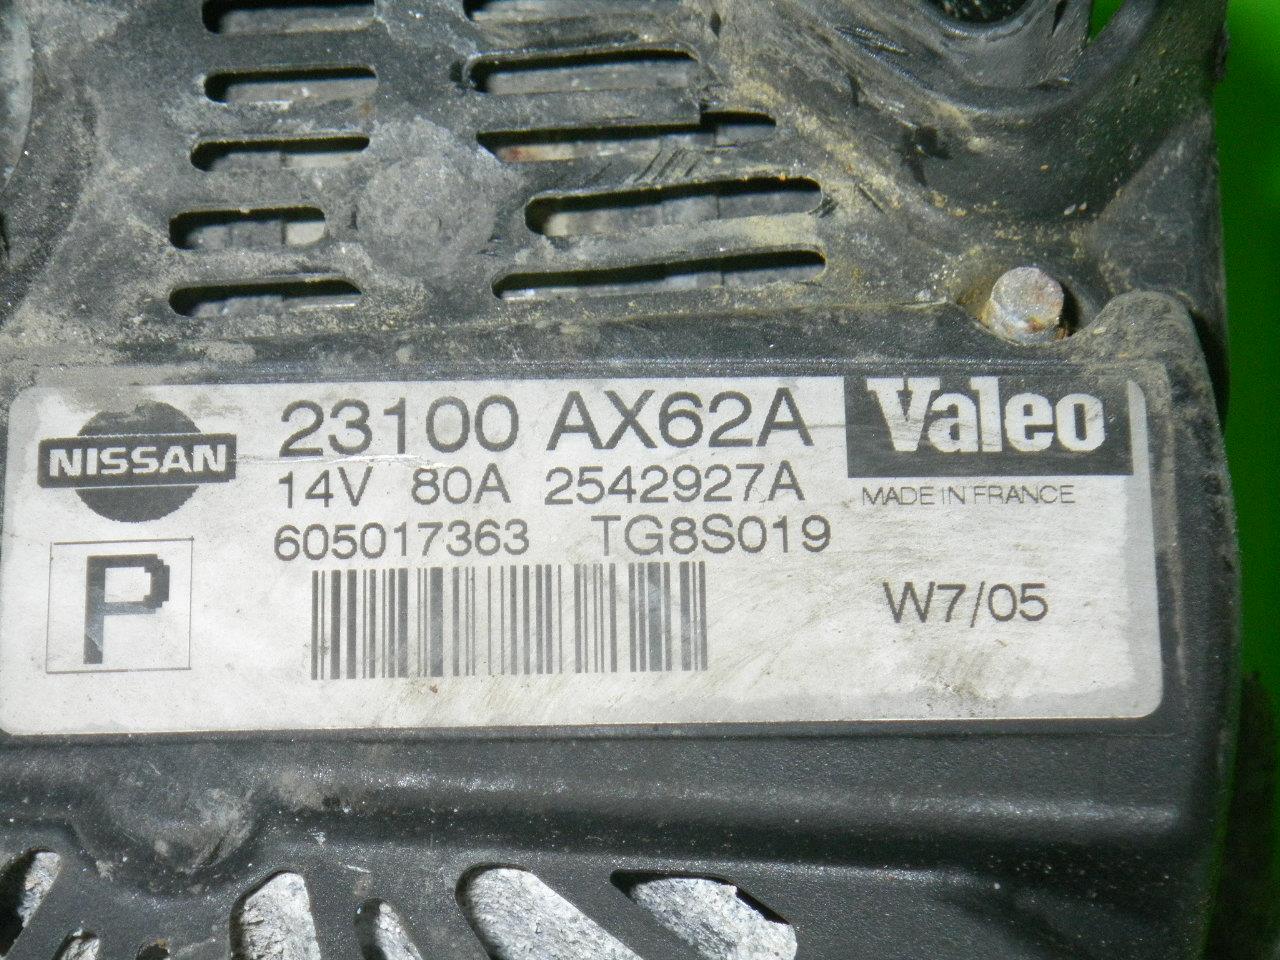 NISSAN
23100 AX62A
Valeo
14V 80A 2542927A
MADE IN FRANCE
605017363 TG8S019
P
W7/05